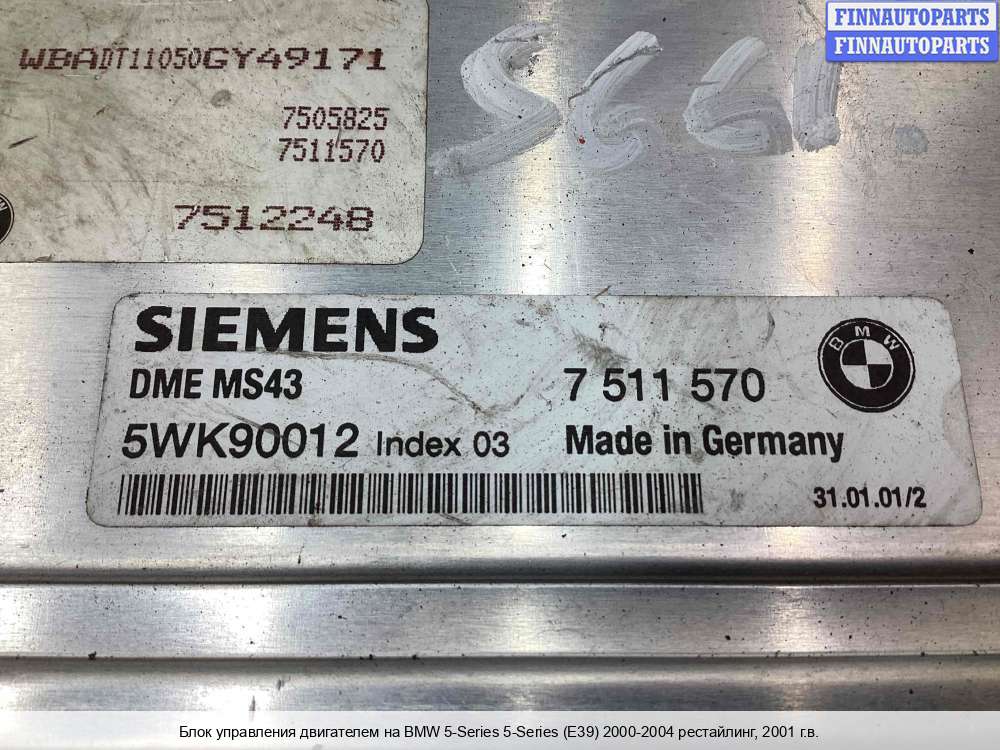 FINNAUTOPARTS
FINNAUTOPARTS
WBADT11050GY49171
7505825
7511570
7512248
SIEMENS
DME MS43
7 511 570
BMW
5WK90012 Index 03
Made in Germany
31.01.01/2
Блок управления двигателем на BMW 5-Series 5-Series (E39) 2000-2004 рестайлинг, 2001 г.в.